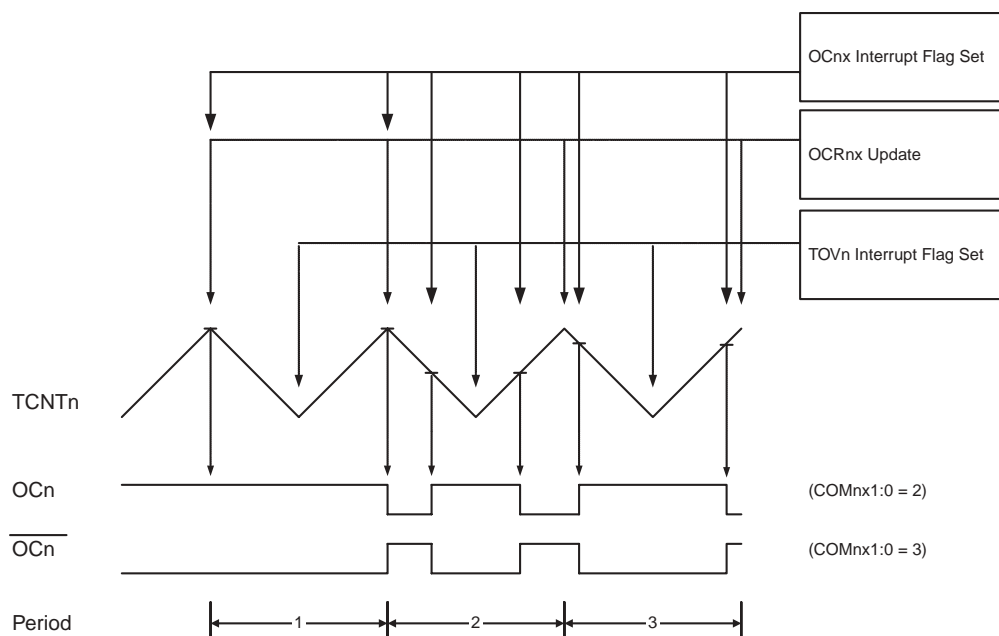 OCnx Interrupt Flag Set
OCRnx Update
TOVn Interrupt Flag Set
TCNTn
OCn (COMnx1:0 = 2)
OCn (COMnx1:0 = 3)
Period 1 2 3